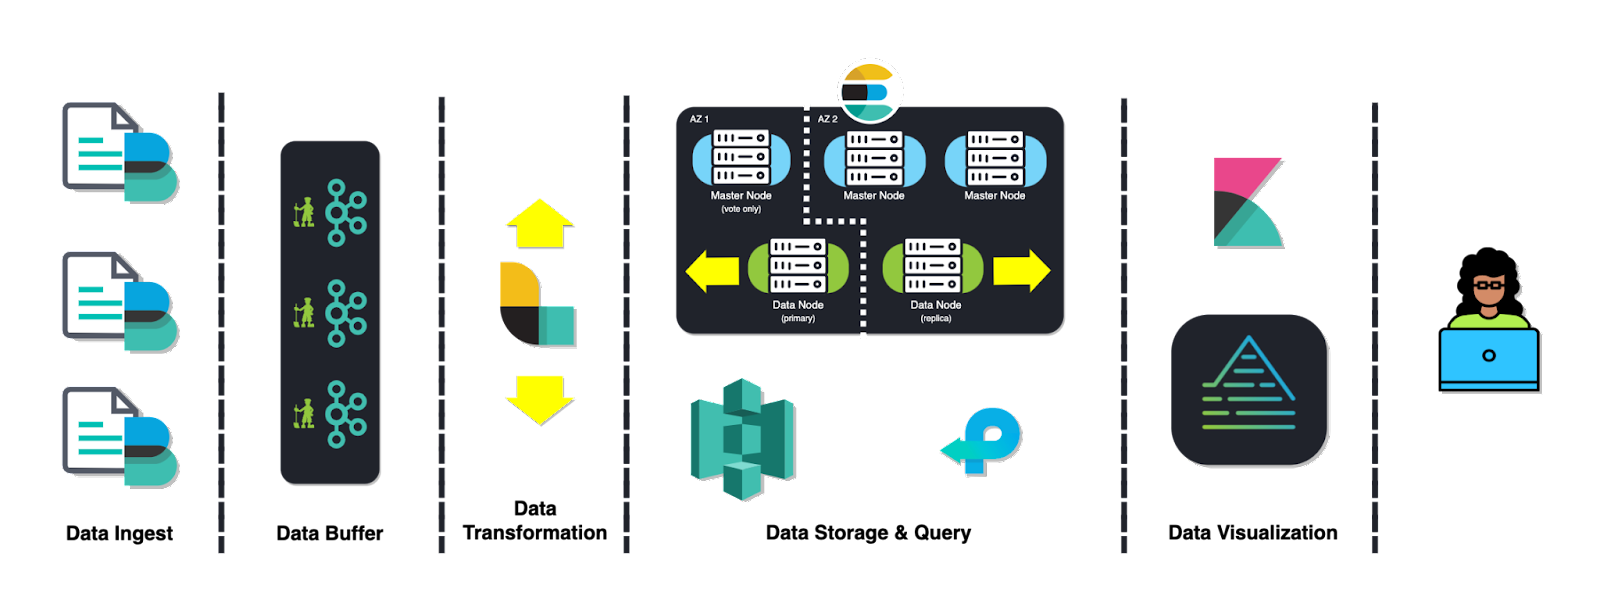 AZ 1
AZ 2
Master Node
(vote only)
Master Node
Master Node
Data Node
(primary)
Data Node
(replica)
Data Ingest
Data Buffer
Data
Transformation
Data Storage & Query
Data Visualization